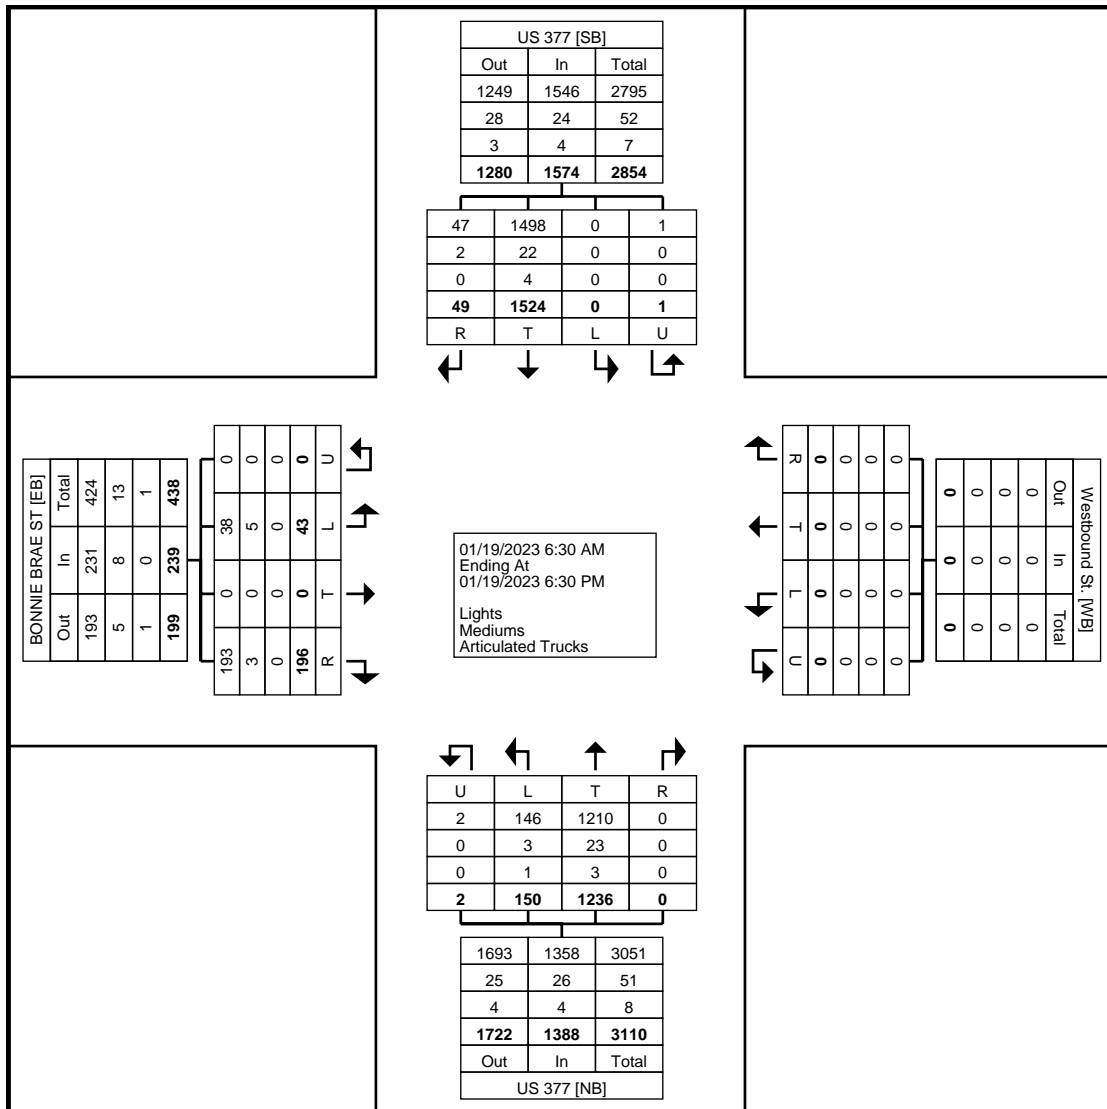 US 377 [SB]
Out In Total
1249 1546 2795
28 24 52
3 4 7
1280 1574 2854
47 1498 0 1
2 22 0 0
0 4 0 0
49 1524 0 1
R T L U
BONNIE BRAE ST [EB]
Out In Total
193 231 424
5 8 13
1 0 1
199 239 438
193 0 38 0
3 0 5 0
0 0 0 0
196 0 43 0
R T L U
01/19/2023 6:30 AM
Ending At
01/19/2023 6:30 PM
Lights
Mediums
Articulated Trucks
Westbound St. [WB]
Out In Total
0 0 0
0 0 0
0 0 0
0 0 0
0 0 0 0
0 0 0 0
0 0 0 0
0 0 0 0
R T L U
U L T R
2 146 1210 0
0 3 23 0
0 1 3 0
2 150 1236 0
1693 1358 3051
25 26 51
4 4 8
1722 1388 3110
Out In Total
US 377 [NB]